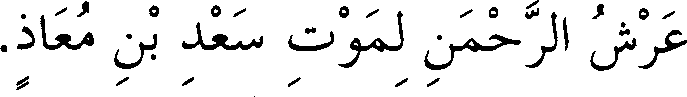 عَرْشُ الرَّحْمَنِ لِمَوْتِ سَعْدِ بْنِ مُعَاذٍ.